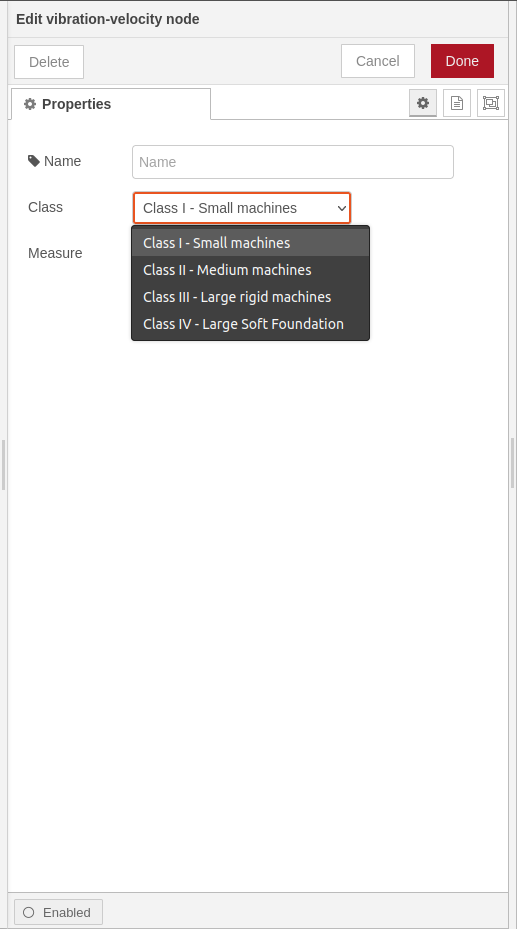 Edit vibration-velocity node
Delete
Cancel
Done
Properties
Name
Name
Class
Class I - Small machines
Class I - Small machines
Class II - Medium machines
Class III - Large rigid machines
Class IV - Large Soft Foundation
Measure
Enabled